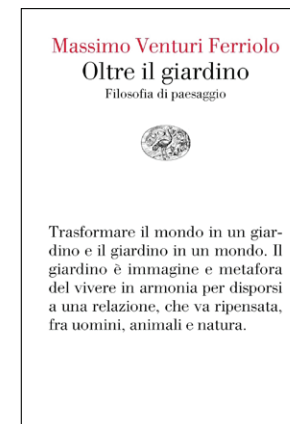 Massimo Venturi Ferriolo
Oltre il giardino
Filosofia di paesaggio
Trasformare il mondo in un giar-
dino e il giardino in un mondo. Il
giardino è immagine e metafora
del vivere in armonia per disporsi
a una relazione, che va ripensata,
fra uomini, animali e natura.